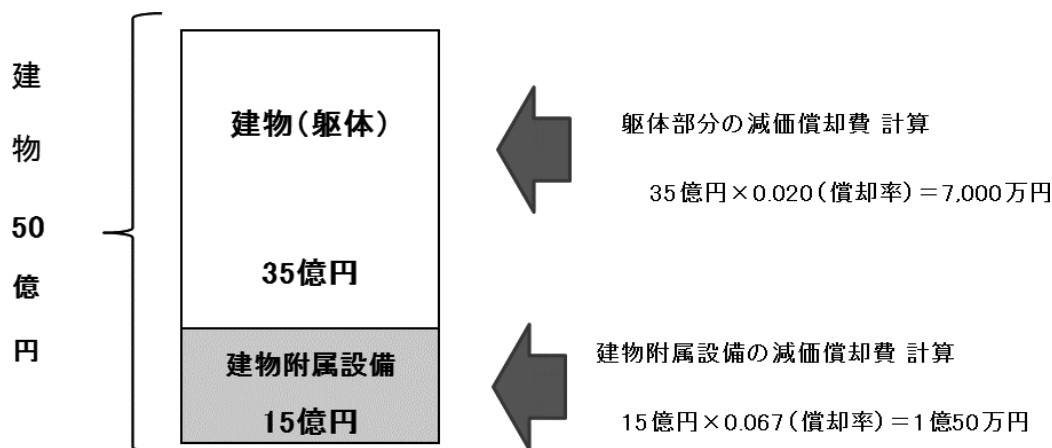 建物50億円
建物(躯体)
35億円
建物附属設備
15億円
躯体部分の減価償却費 計算
35億円×0.020(償却率)=7,000万円
建物附属設備の減価償却費 計算
15億円×0.067(償却率)=1億50万円